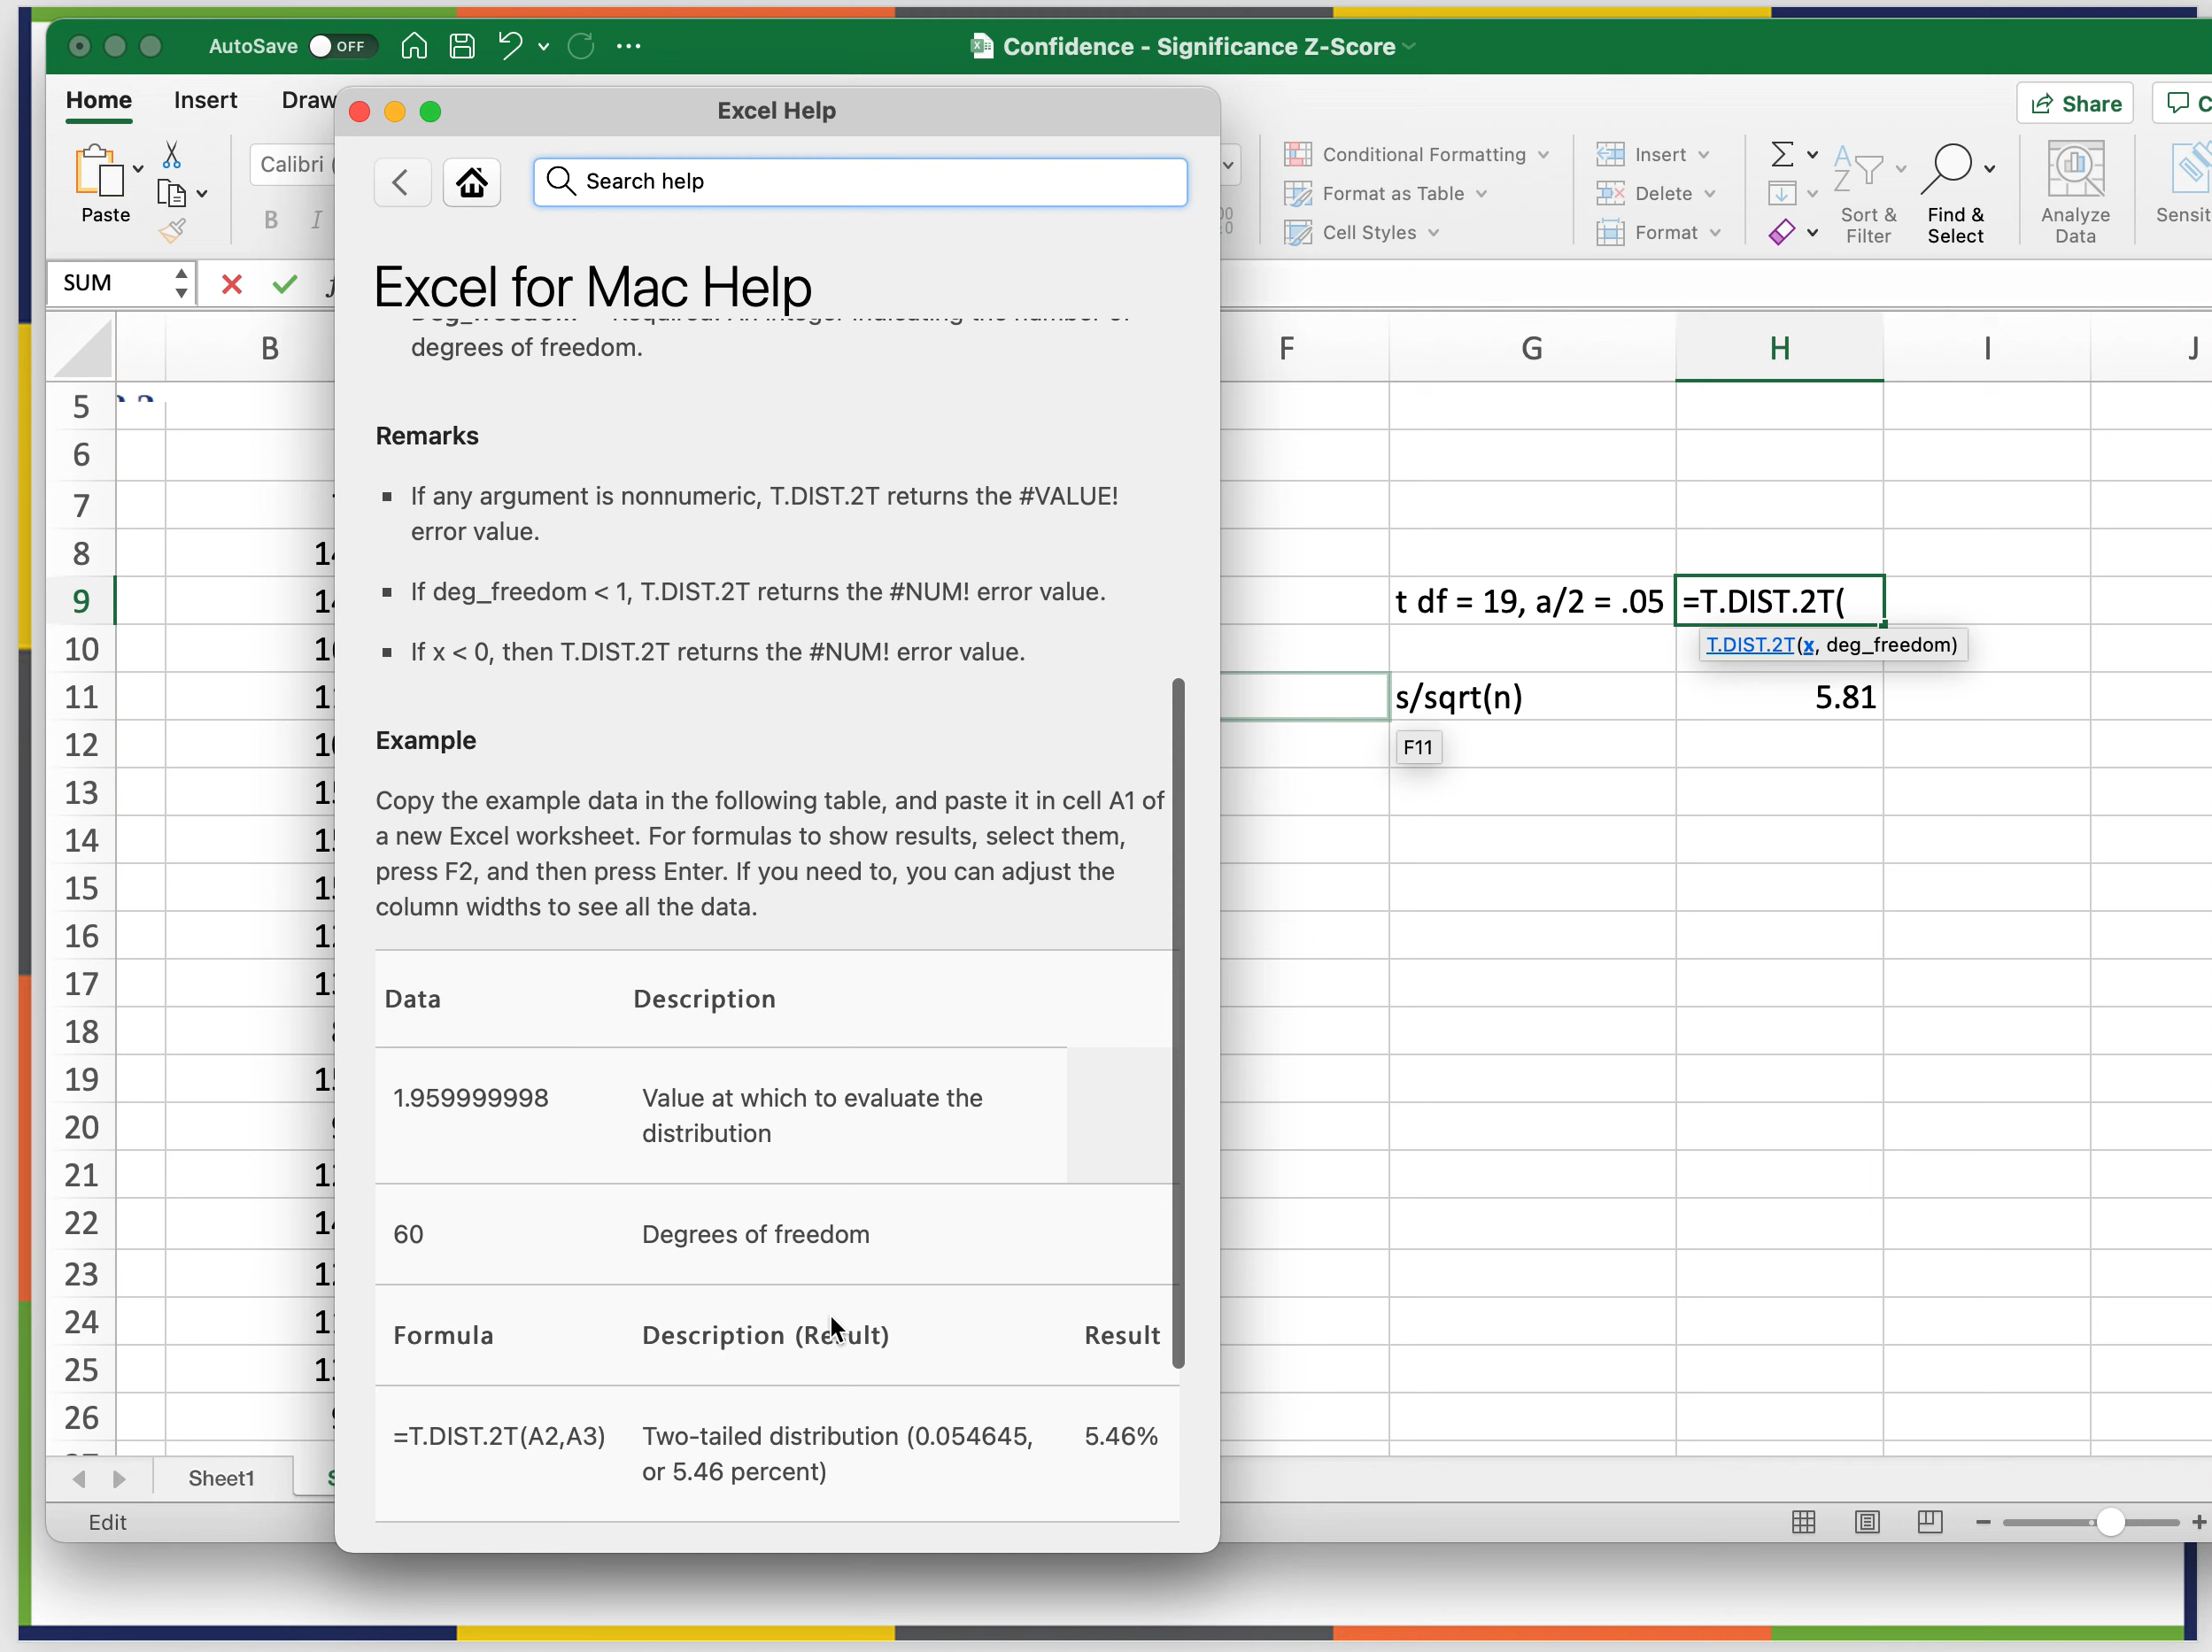 AutoSave OFF
Confidence - Significance Z-Score
Home Insert Draw
Excel Help
Share
Paste
Calibri
B I
Search help
Conditional Formatting
Format as Table
Cell Styles
Insert
Delete
Format
Sort &
Filter
Find &
Select
Analyze
Data
SUM
Excel for Mac Help
degrees of freedom.
B F G H I J
Remarks
▪ If any argument is nonnumeric, T.DIST.2T returns the #VALUE!
error value.
▪ If deg_freedom < 1, T.DIST.2T returns the #NUM! error value.
▪ If x < 0, then T.DIST.2T returns the #NUM! error value.
Example
Copy the example data in the following table, and paste it in cell A1 of
a new Excel worksheet. For formulas to show results, select them,
press F2, and then press Enter. If you need to, you can adjust the
column widths to see all the data.
Data Description
1.959999998 Value at which to evaluate the
distribution
60 Degrees of freedom
Formula Description (Result) Result
=T.DIST.2T(A2,A3) Two-tailed distribution (0.054645, 5.46%
or 5.46 percent)
5
6
7
8
9
10
11
12
13
14
15
16
17
18
19
20
21
22
23
24
25
26
t df = 19, a/2 = .05 =T.DIST.2T(
T.DIST.2T(x, deg_freedom)
s/sqrt(n) 5.81
F11
Sheet1
Edit